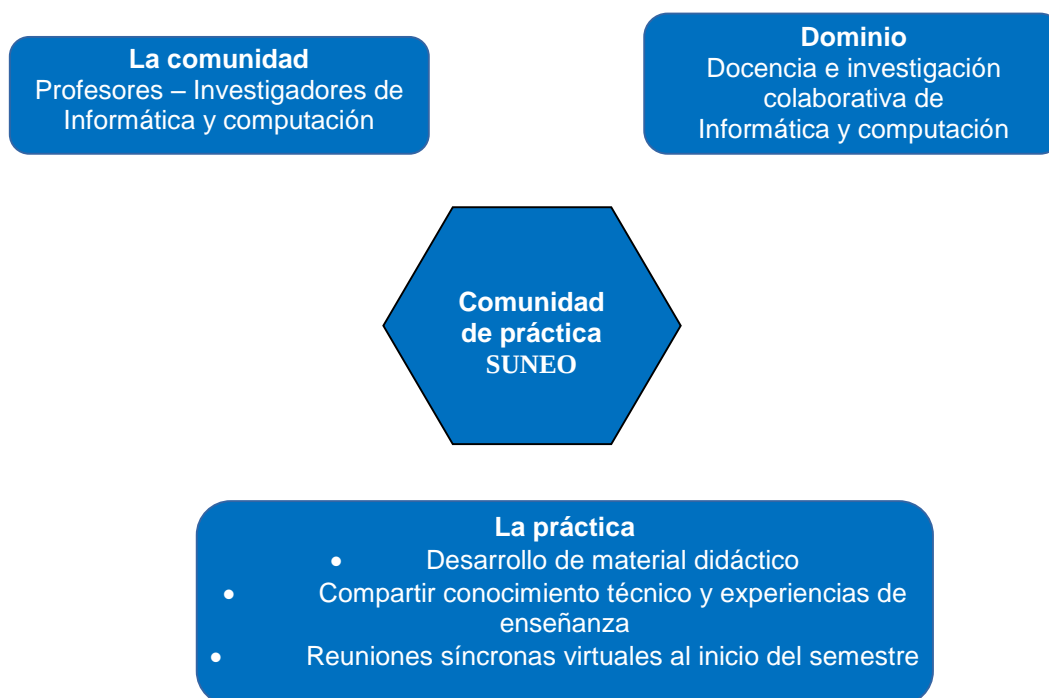 La comunidad
Profesores – Investigadores de
Informática y computación
Dominio
Docencia e investigación
colaborativa de
Informática y computación
Comunidad
de práctica
SUNEO
La práctica
• Desarrollo de material didáctico
• Compartir conocimiento técnico y experiencias de
enseñanza
• Reuniones síncronas virtuales al inicio del semestre